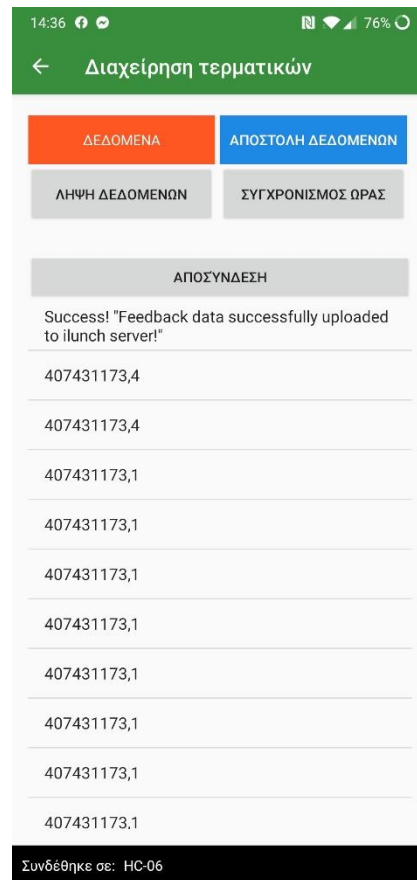 14:36 76%
Διαχείρηση τερματικών
ΔΕΔΟΜΕΝΑ
ΑΠΟΣΤΟΛΗ ΔΕΔΟΜΕΝΩΝ
ΛΗΨΗ ΔΕΔΟΜΕΝΩΝ
ΣΥΓΧΡΟΝΙΣΜΟΣ ΩΡΑΣ
ΑΠΟΣΎΝΔΕΣΗ
Success! "Feedback data successfully uploaded
to ilunch server!"
407431173,4
407431173,4
407431173,1
407431173,1
407431173,1
407431173,1
407431173,1
407431173,1
407431173,1
407431173,1
Συνδέθηκε σε: HC-06